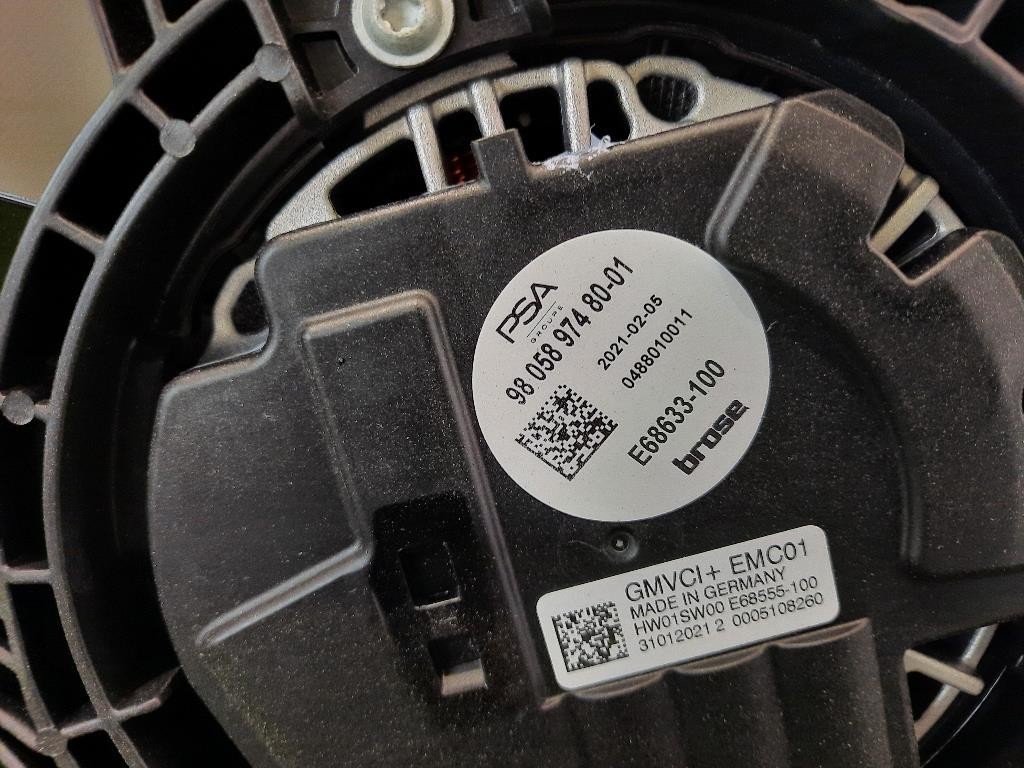 PSA
GROUPE
98 058 974 80-01
2021-02-05
0488010011
E68633-100
brose
GMVCI+ EMC01
MADE IN GERMANY
HW01SW00 E68555-100
31012021 2 0005108260